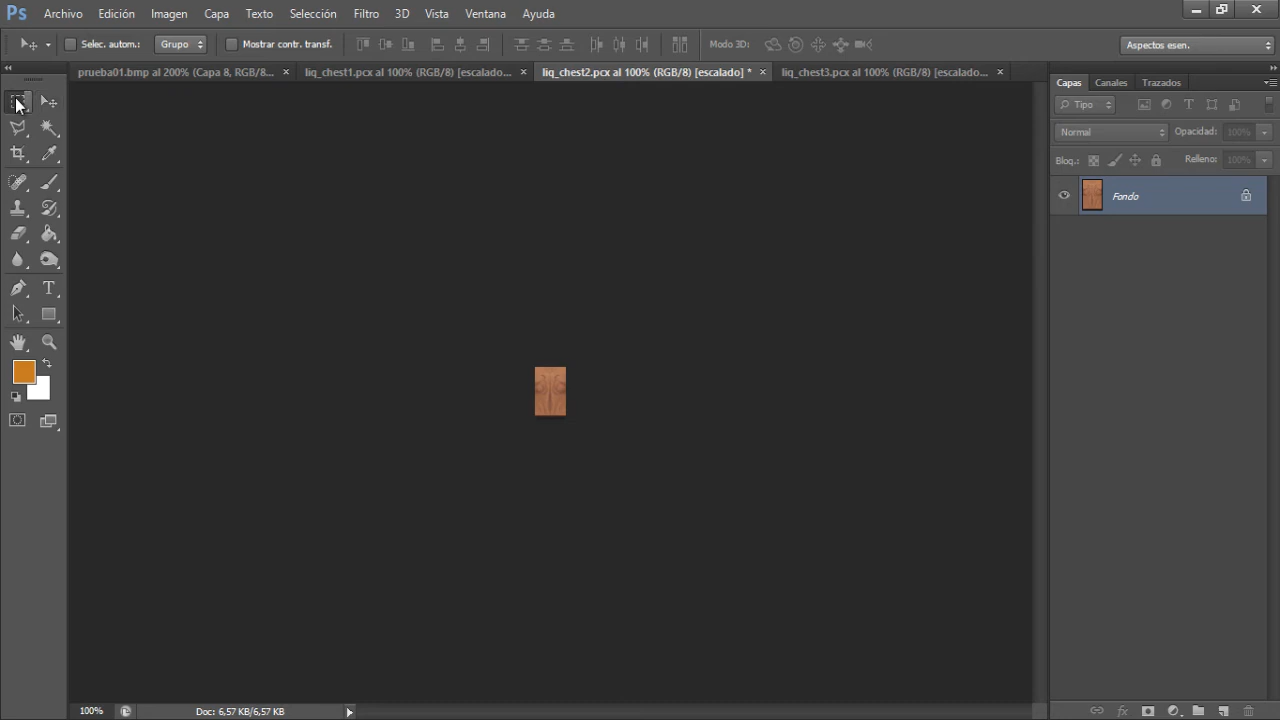 Ps Archivo Edición Imagen Capa Texto Selección Filtro 3D Vista Ventana Ayuda
Selec. autom.: Grupo Mostrar contr. transf. Modo 3D: Aspectos esen.
prueba01.bmp al 200% (Capa 8, RGB/8... × liq_chest1.pcx al 100% (RGB/8) [escalado... × liq_chest2.pcx al 100% (RGB/8) [escalado] * × liq_chest3.pcx al 100% (RGB/8) [escalado... ×
Capas Canales Trazados
Tipo
Normal Opacidad: 100%
Bloq.: Relleno: 100%
Fondo
T
100% Doc: 6,57 KB/6,57 KB
fx